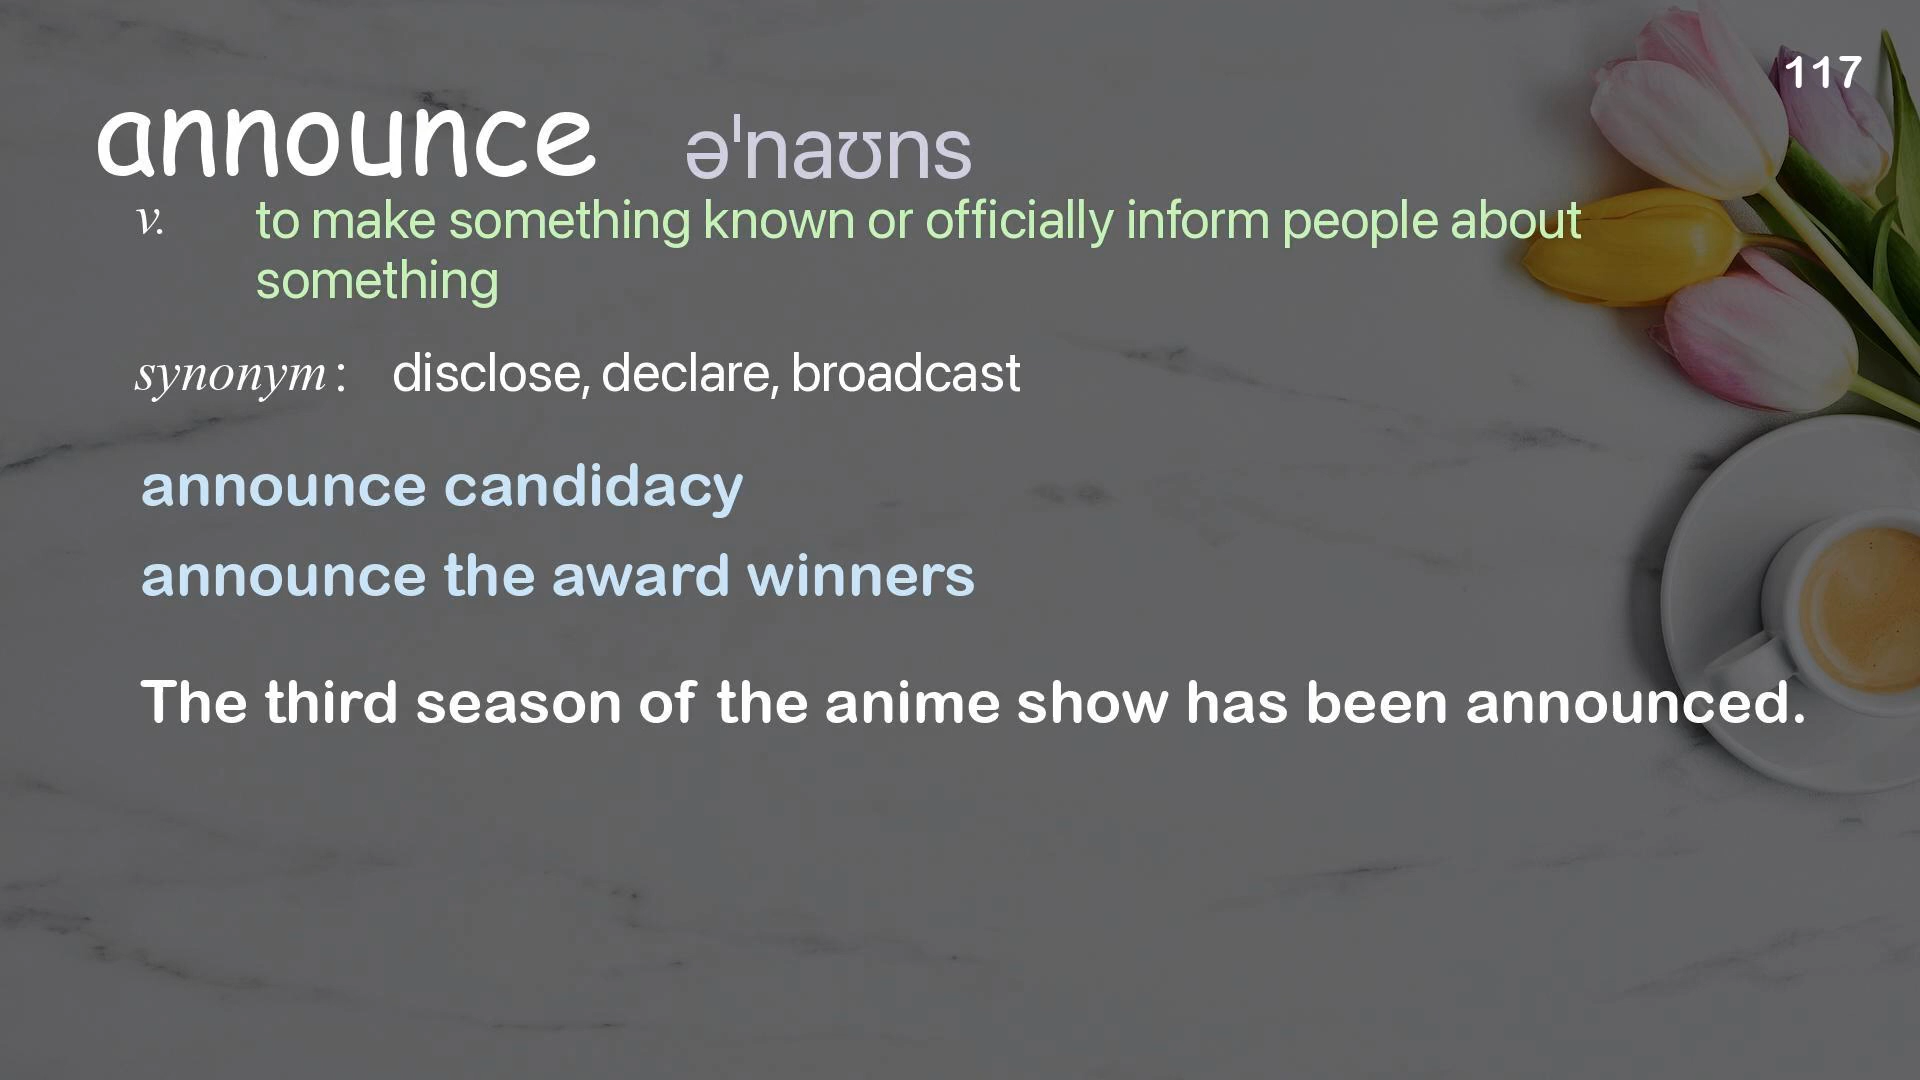 117
announce əˈnaʊns
v. to make something known or officially inform people about
something
synonym : disclose, declare, broadcast
announce candidacy
announce the award winners
The third season of the anime show has been announced.